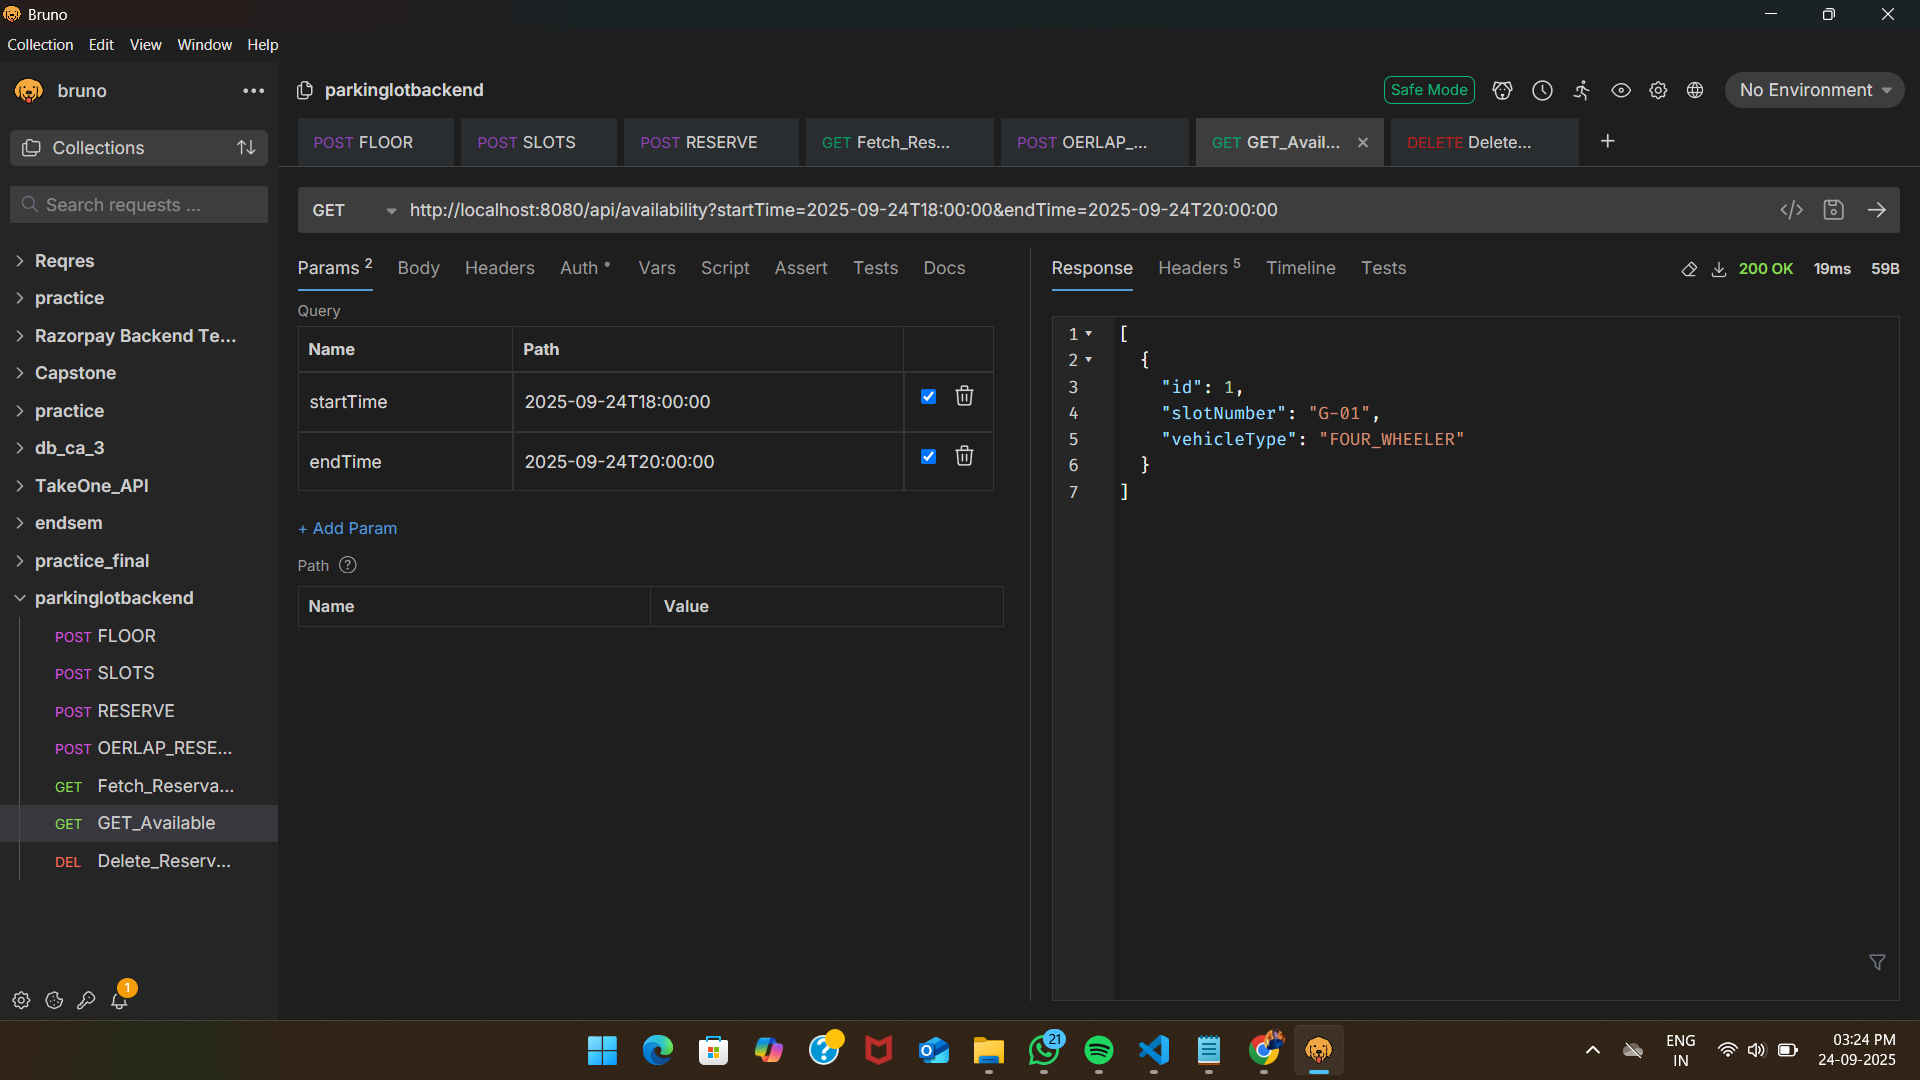 Bruno
Collection Edit View Window Help
bruno
parkinglotbackend
Safe Mode
No Environment
Collections
POST FLOOR
POST SLOTS
POST RESERVE
GET Fetch_Res...
POST OERLAP_...
GET GET_Avail...
DELETE Delete...
Search requests ...
GET
http://localhost:8080/api/availability?startTime=2025-09-24T18:00:00&endTime=2025-09-24T20:00:00
Reqres
practice
Razorpay Backend Te...
Capstone
practice
db_ca_3
TakeOne_API
endsem
practice_final
parkinglotbackend
POST FLOOR
POST SLOTS
POST RESERVE
POST OERLAP_RESE...
GET Fetch_Reserva...
GET GET_Available
DEL Delete_Reserv...
1
Params 2 Body Headers Auth Vars Script Assert Tests Docs
Query
Name Path
startTime 2025-09-24T18:00:00
endTime 2025-09-24T20:00:00
+ Add Param
Path ?
Name Value
Response Headers 5 Timeline Tests
200 OK 19ms 59B
1 [
2 {
3 "id": 1,
4 "slotNumber": "G-01",
5 "vehicleType": "FOUR_WHEELER"
6 }
7 ]
21
ENG
IN
03:24 PM
24-09-2025